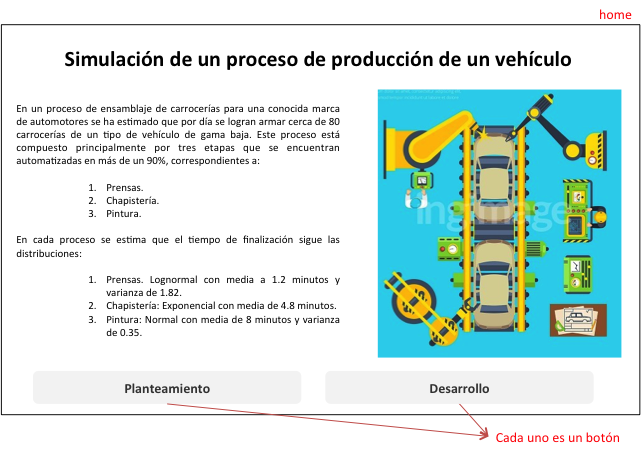 home
Simulación de un proceso de producción de un vehículo
En un proceso de ensamblaje de carrocerías para una conocida marca
de automotores se ha estimado que por día se logran armar cerca de 80
carrocerías de un tipo de vehículo de gama baja. Este proceso está
compuesto principalmente por tres etapas que se encuentran
automatizadas en más de un 90%, correspondientes a:
1. Prensas.
2. Chapistería.
3. Pintura.
En cada proceso se estima que el tiempo de finalización sigue las
distribuciones:
1. Prensas. Lognormal con media a 1.2 minutos y
varianza de 1.82.
2. Chapistería: Exponencial con media de 4.8 minutos.
3. Pintura: Normal con media de 8 minutos y varianza
de 0.35.
ingimage
Planteamiento
Desarrollo
Cada uno es un botón